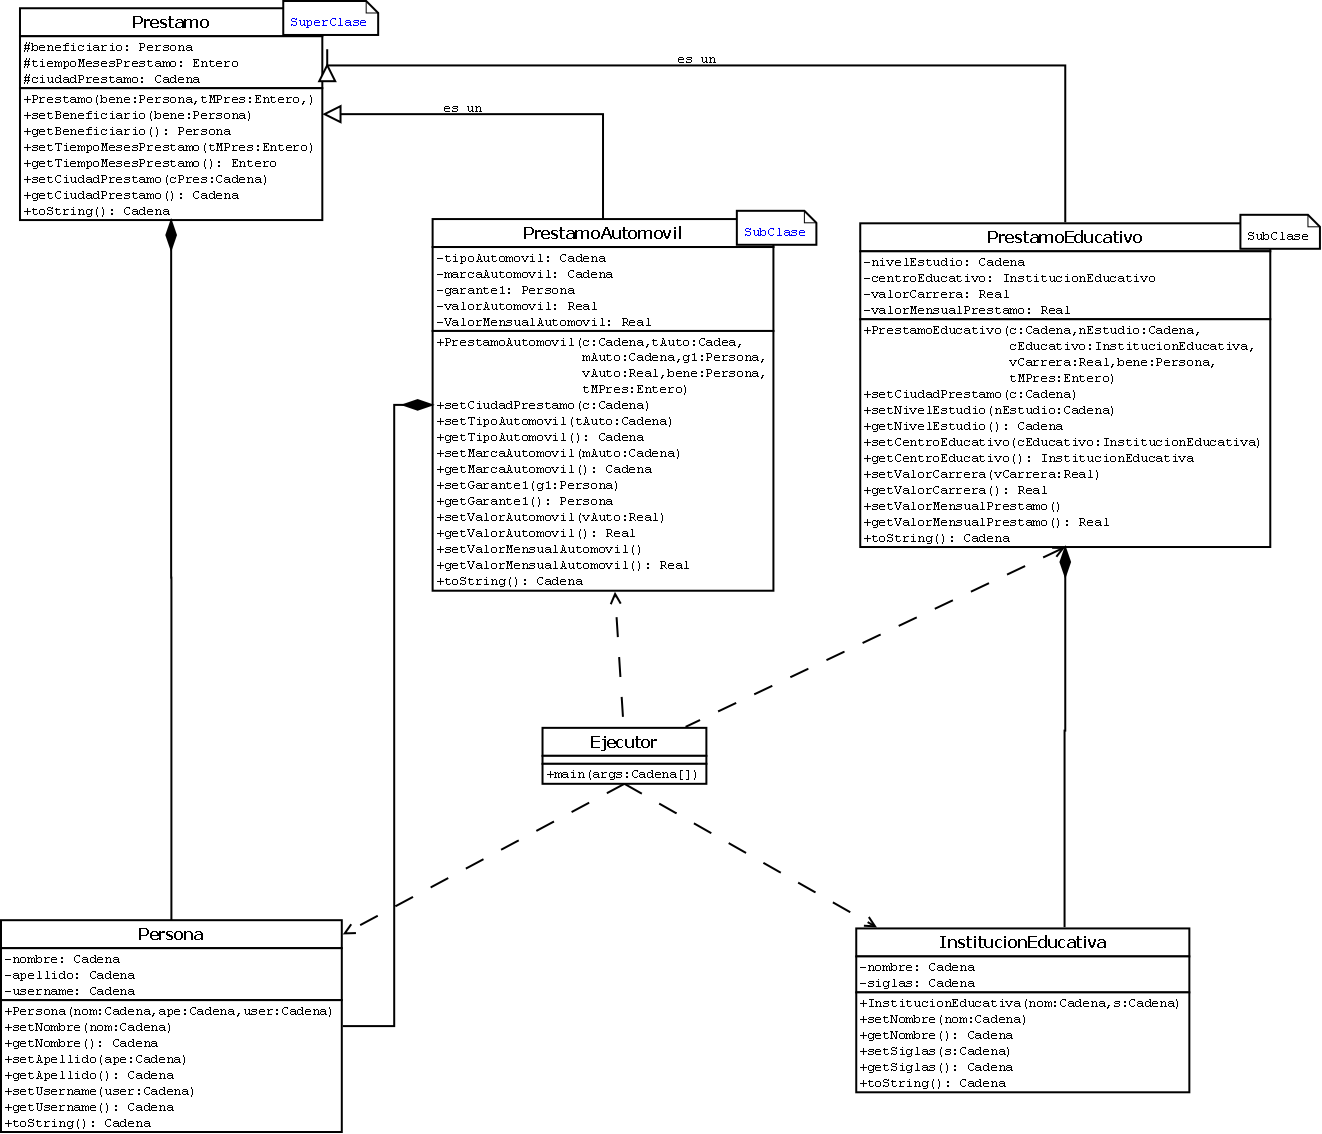 Prestamo
SuperClase
#beneficiario: Persona
#tiempoMesesPrestamo: Entero
#ciudadPrestamo: Cadena
+Prestamo(bene:Persona,tMPres:Entero,)
+setBeneficiario(bene:Persona)
+getBeneficiario(): Persona
+setTiempoMesesPrestamo(tMPres:Entero)
+getTiempoMesesPrestamo(): Entero
+setCiudadPrestamo(cPres:Cadena)
+getCiudadPrestamo(): Cadena
+toString(): Cadena
es un
es un
PrestamoAutomovil
SubClase
-tipoAutomovil: Cadena
-marcaAutomovil: Cadena
-garante1: Persona
-valorAutomovil: Real
-ValorMensualAutomovil: Real
+PrestamoAutomovil(c:Cadena,tAuto:Cadea,
mAuto:Cadena,g1:Persona,
vAuto:Real,bene:Persona,
tMPres:Entero)
+setCiudadPrestamo(c:Cadena)
+setTipoAutomovil(tAuto:Cadena)
+getTipoAutomovil(): Cadena
+setMarcaAutomovil(mAuto:Cadena)
+getMarcaAutomovil(): Cadena
+setGarante1(g1:Persona)
+getGarante1(): Persona
+setValorAutomovil(vAuto:Real)
+getValorAutomovil(): Real
+setValorMensualAutomovil()
+getValorMensualAutomovil(): Real
+toString(): Cadena
PrestamoEducativo
SubClase
-nivelEstudio: Cadena
-centroEducativo: InstitucionEducativo
-valorCarrera: Real
-valorMensualPrestamo: Real
+PrestamoEducativo(c:Cadena,nEstudio:Cadena,
cEducativo:InstitucionEducativa,
vCarrera:Real,bene:Persona,
tMPres:Entero)
+setCiudadPrestamo(c:Cadena)
+setNivelEstudio(nEstudio:Cadena)
+getNivelEstudio(): Cadena
+setCentroEducativo(cEducativo:InstitucionEducativa)
+getCentroEducativo(): InstitucionEducativa
+setValorCarrera(vCarrera:Real)
+getValorCarrera(): Real
+setValorMensualPrestamo()
+getValorMensualPrestamo(): Real
+toString(): Cadena
Ejecutor
+main(args:Cadena[])
Persona
-nombre: Cadena
-apellido: Cadena
-username: Cadena
+Persona(nom:Cadena,ape:Cadena,user:Cadena)
+setNombre(nom:Cadena)
+getNombre(): Cadena
+setApellido(ape:Cadena)
+getApellido(): Cadena
+setUsername(user:Cadena)
+getUsername(): Cadena
+toString(): Cadena
InstitucionEducativa
-nombre: Cadena
-siglas: Cadena
+InstitucionEducativa(nom:Cadena,s:Cadena)
+setNombre(nom:Cadena)
+getNombre(): Cadena
+setSiglas(s:Cadena)
+getSiglas(): Cadena
+toString(): Cadena